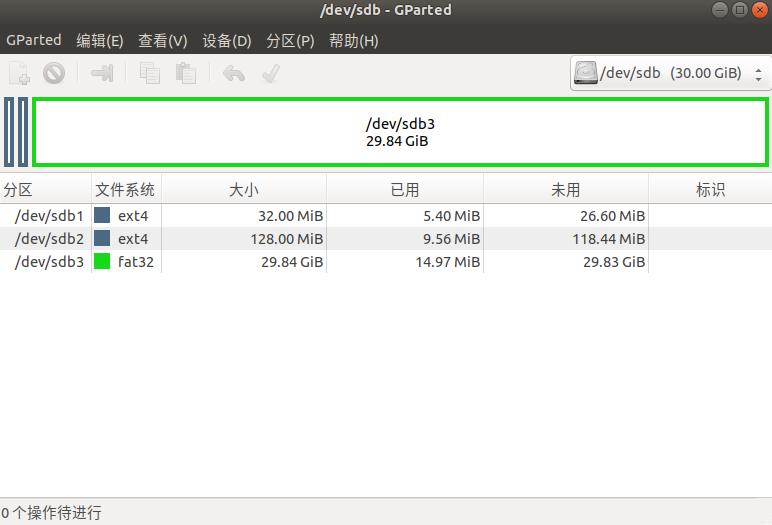 /dev/sdb - GParted
GParted 编辑(E) 查看(V) 设备(D) 分区(P) 帮助(H)
/dev/sdb (30.00 GiB)
/dev/sdb3
29.84 GiB
分区 文件系统 大小 已用 未用 标识
/dev/sdb1 ext4 32.00 MiB 5.40 MiB 26.60 MiB
/dev/sdb2 ext4 128.00 MiB 9.56 MiB 118.44 MiB
/dev/sdb3 fat32 29.84 GiB 14.97 MiB 29.83 GiB
0 个操作待进行